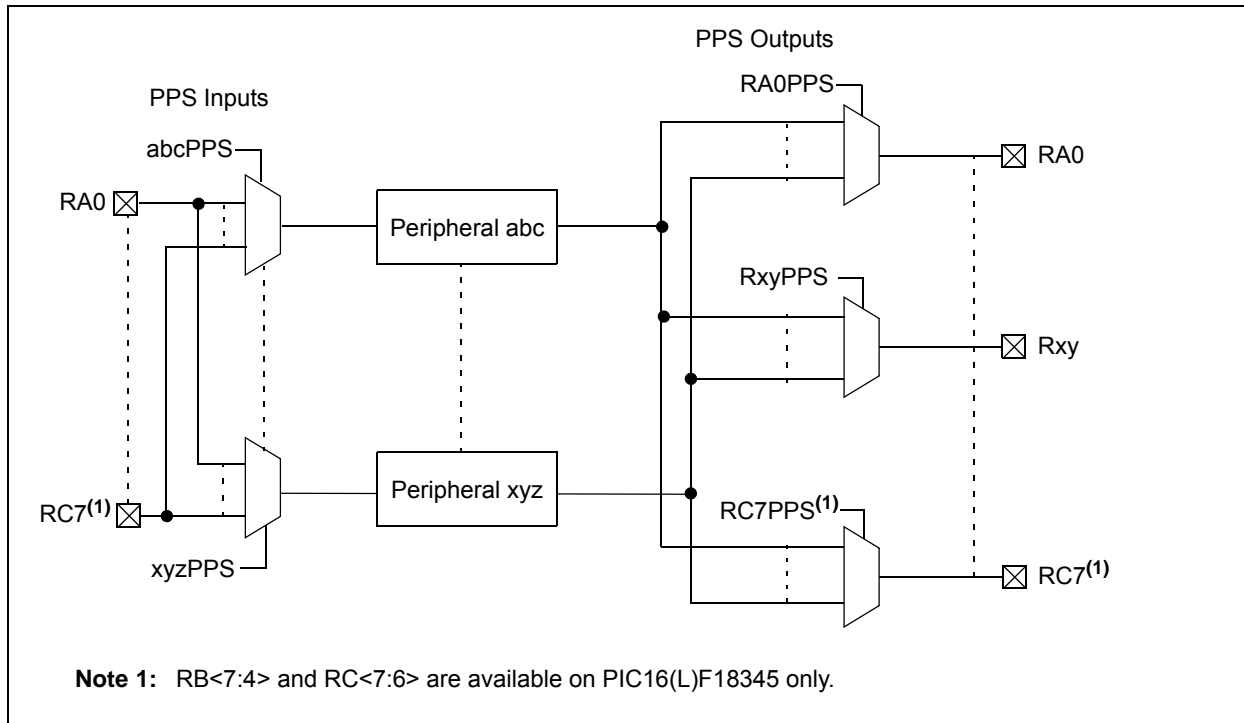 PPS Outputs
RA0PPS
PPS Inputs
abcPPS
RA0
RA0
Peripheral abc
RxyPPS
Rxy
Peripheral xyz
RC7(1)
RC7PPS(1)
xyzPPS
RC7(1)
Note 1: RB<7:4> and RC<7:6> are available on PIC16(L)F18345 only.